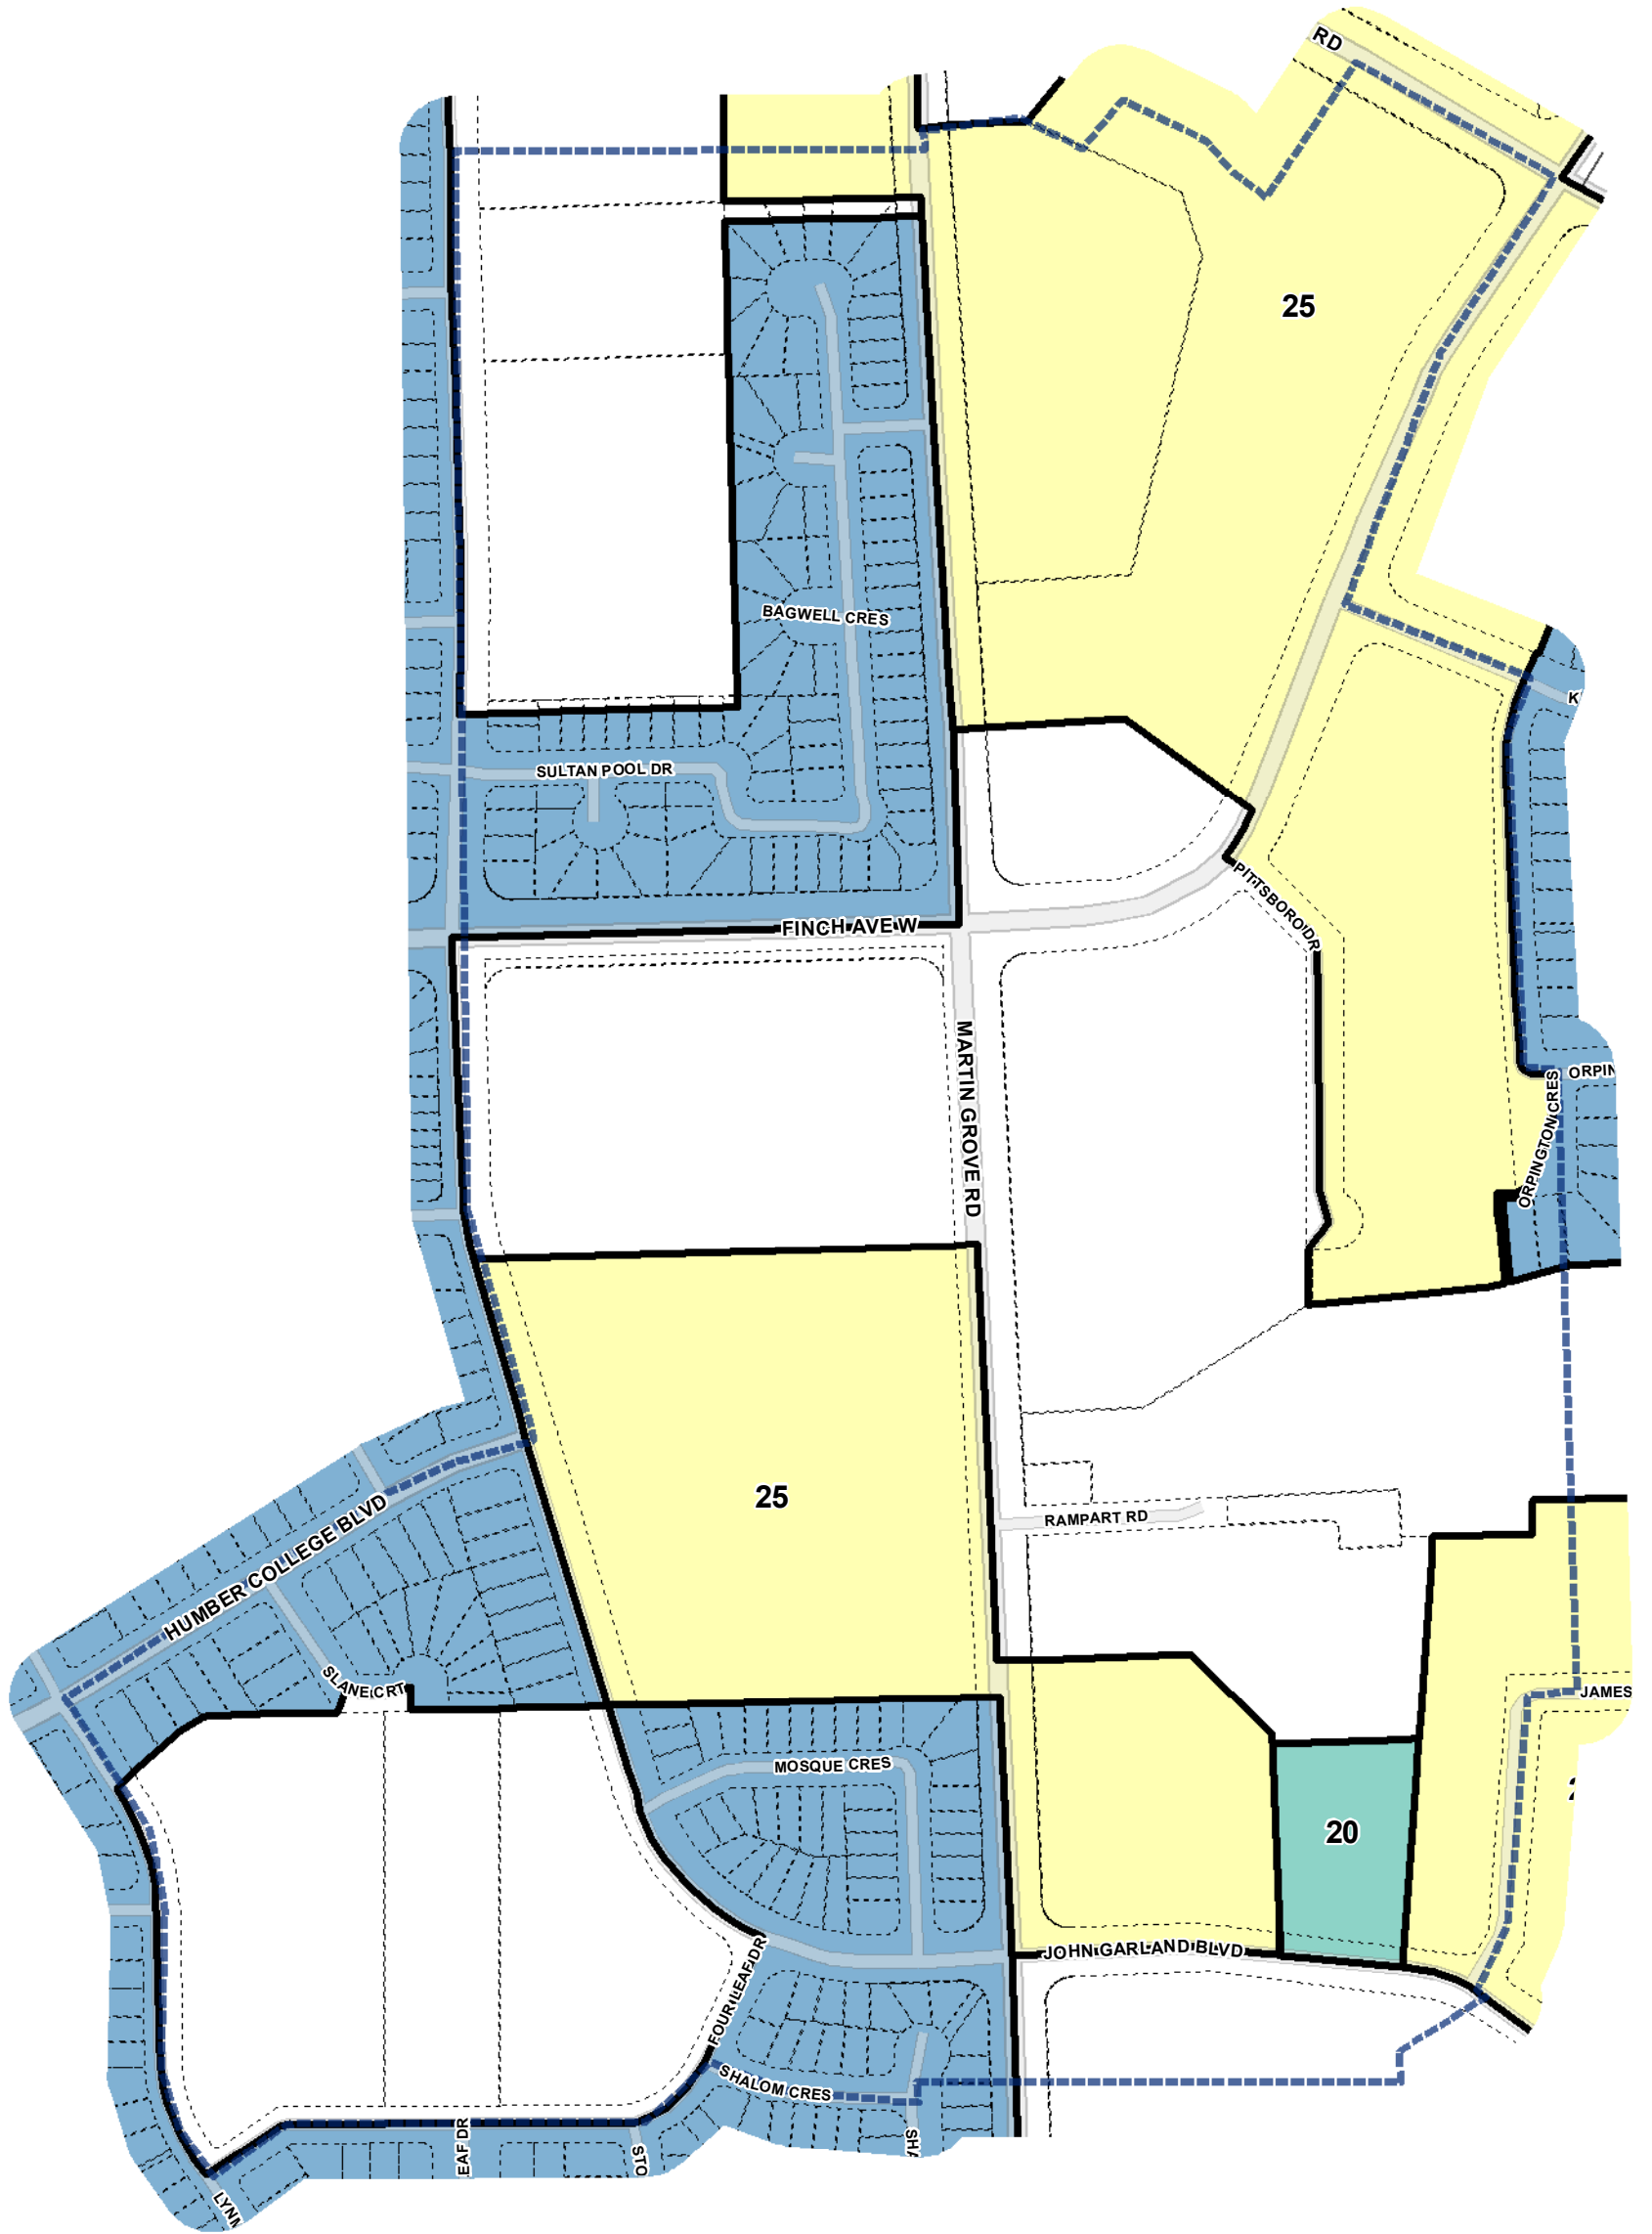 RD
25
BAGWELL CRES
K
SULTAN POOL DR
PITTSBORO DR
FINCH AVE W
MARTIN GROVE RD
ORPIN
ORPINGTON CRES
25
HUMBER COLLEGE BLVD
RAMPART RD
SLANE CRT
JAMES
MOSQUE CRES
20
JOHN GARLAND BLVD
FOUR LEAF DR
SHALOM CRES
EAF DR
STO
SHA
LYNN